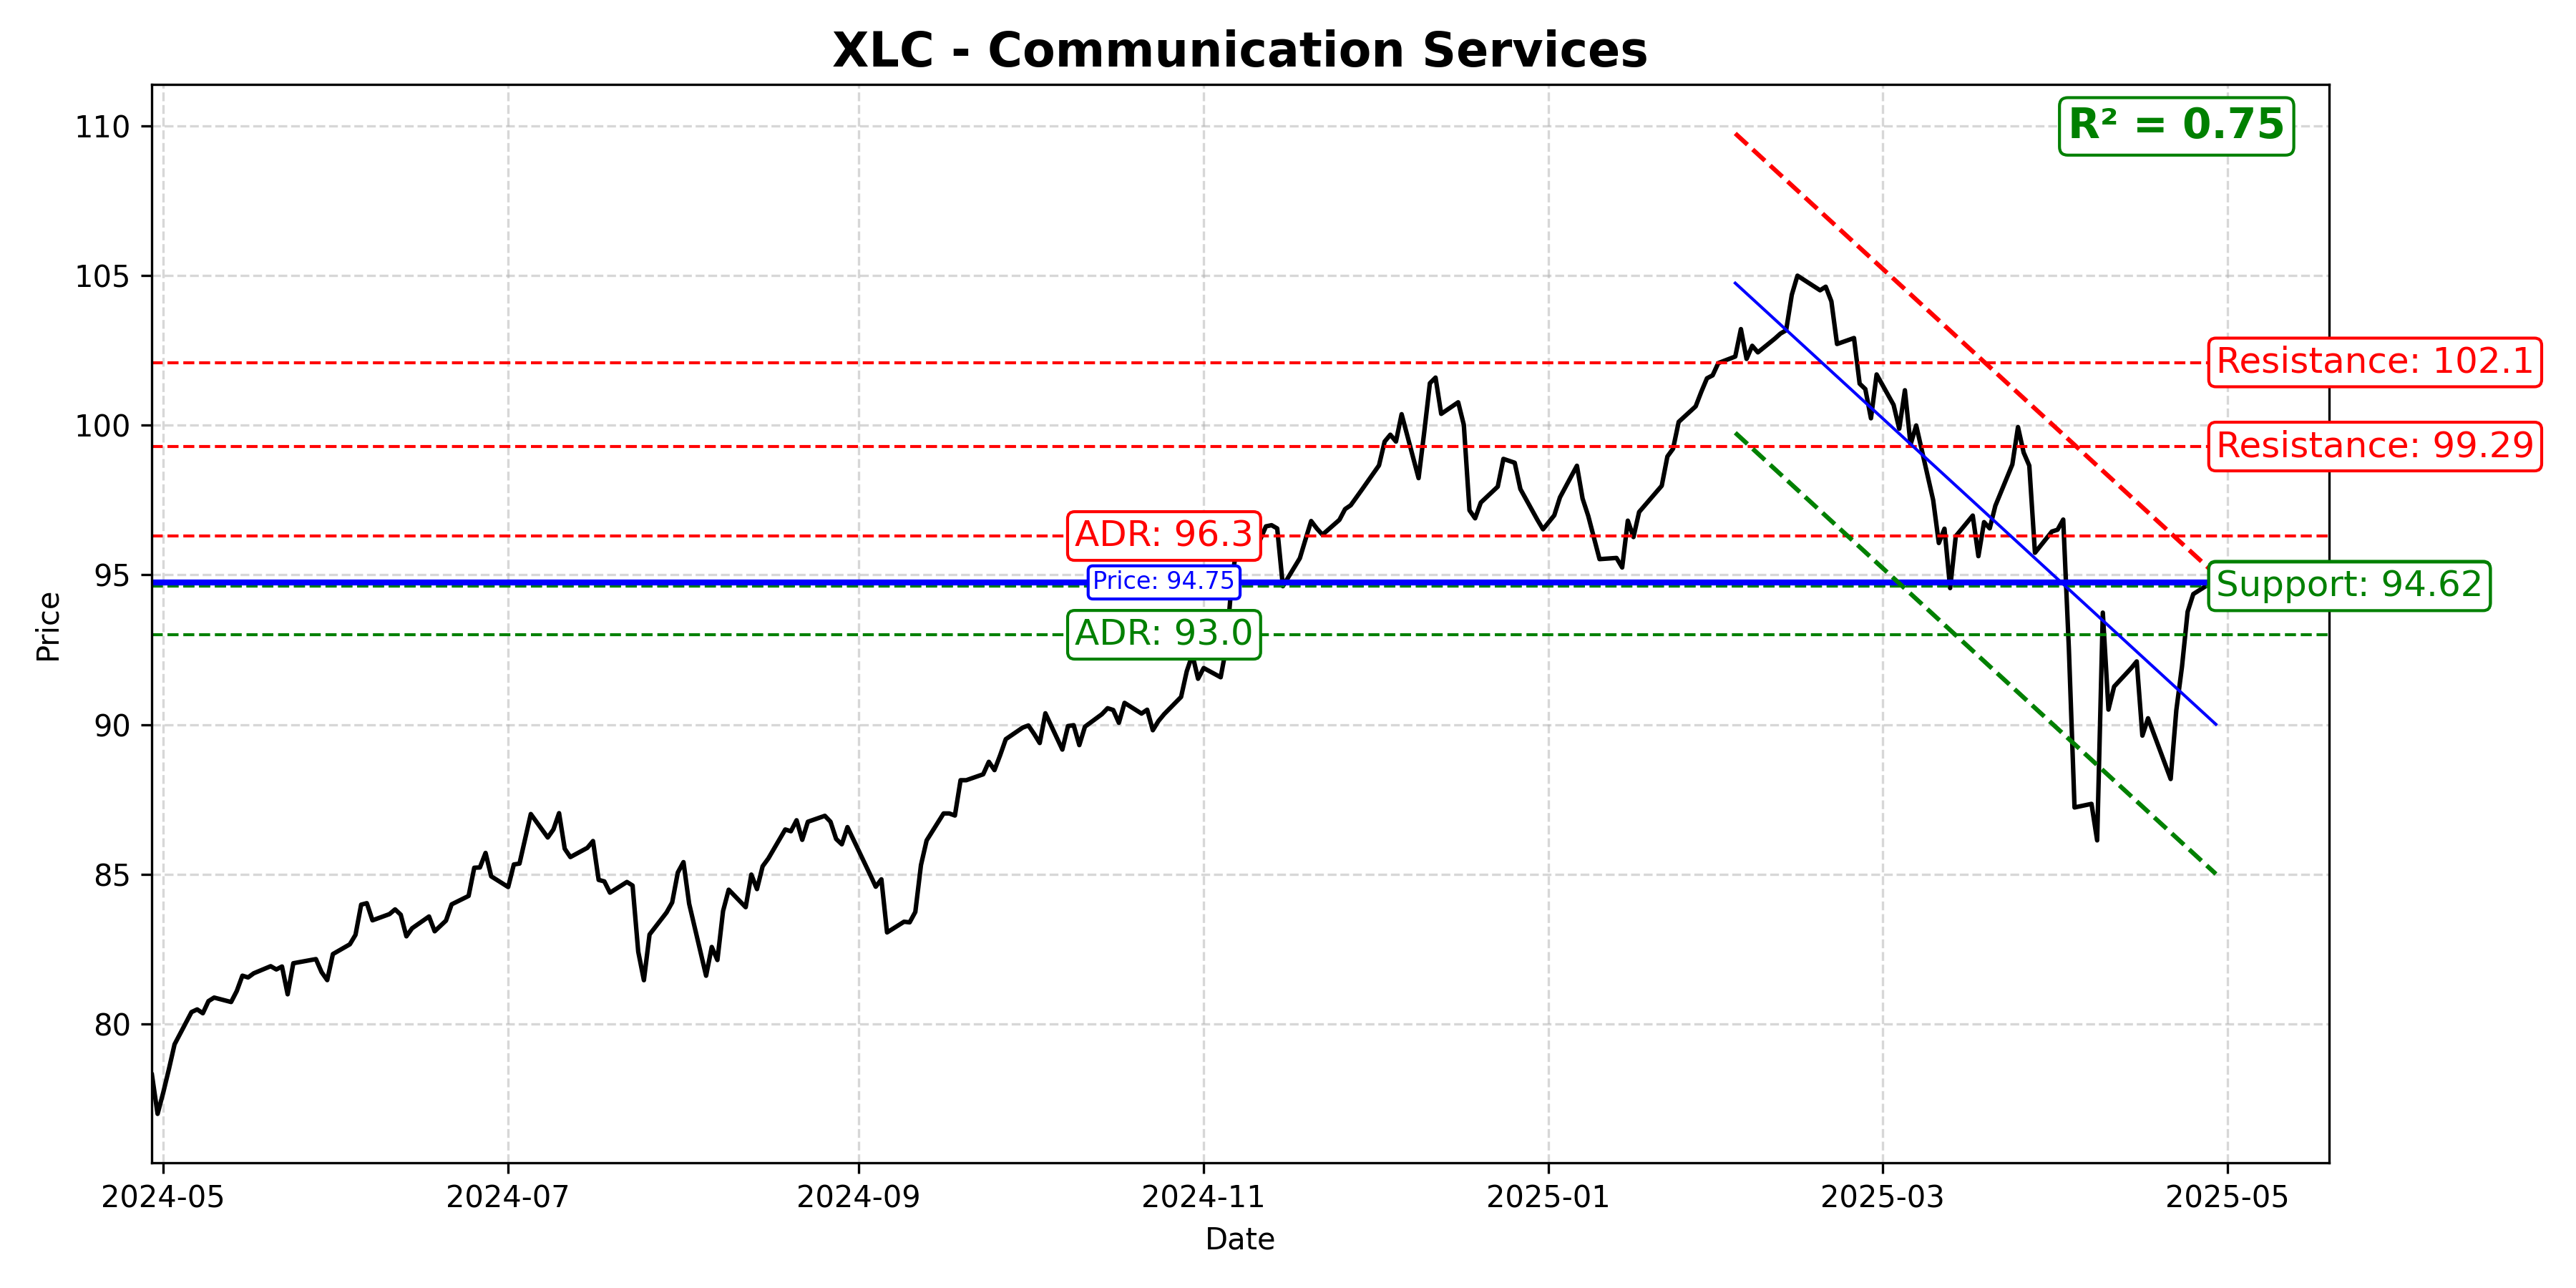 XLC - Communication Services
R² = 0.75
110
105
100
95
90
85
80
Price
Resistance: 102.1
Resistance: 99.29
ADR: 96.3
Price: 94.75
Support: 94.62
ADR: 93.0
2024-05
2024-07
2024-09
2024-11
2025-01
2025-03
2025-05
Date